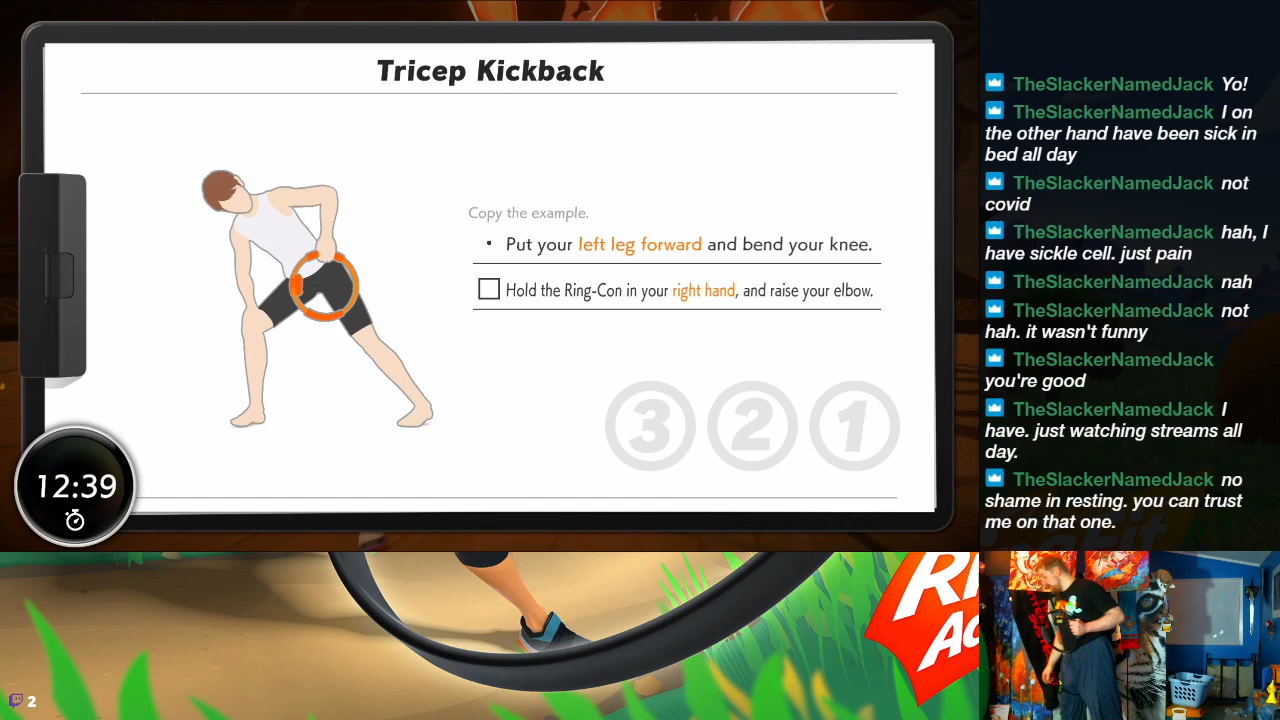 Tricep Kickback
Copy the example.
• Put your left leg forward and bend your knee.
Hold the Ring-Con in your right hand, and raise your elbow.
3 2 1
12:39
TheSlackerNamedJack Yo!
TheSlackerNamedJack I on
the other hand have been sick in
bed all day
TheSlackerNamedJack not
covid
TheSlackerNamedJack hah, I
have sickle cell. just pain
TheSlackerNamedJack nah
TheSlackerNamedJack not
hah. it wasn't funny
TheSlackerNamedJack
you're good
TheSlackerNamedJack I
have. just watching streams all
day.
TheSlackerNamedJack no
shame in resting. you can trust
me on that one.
2